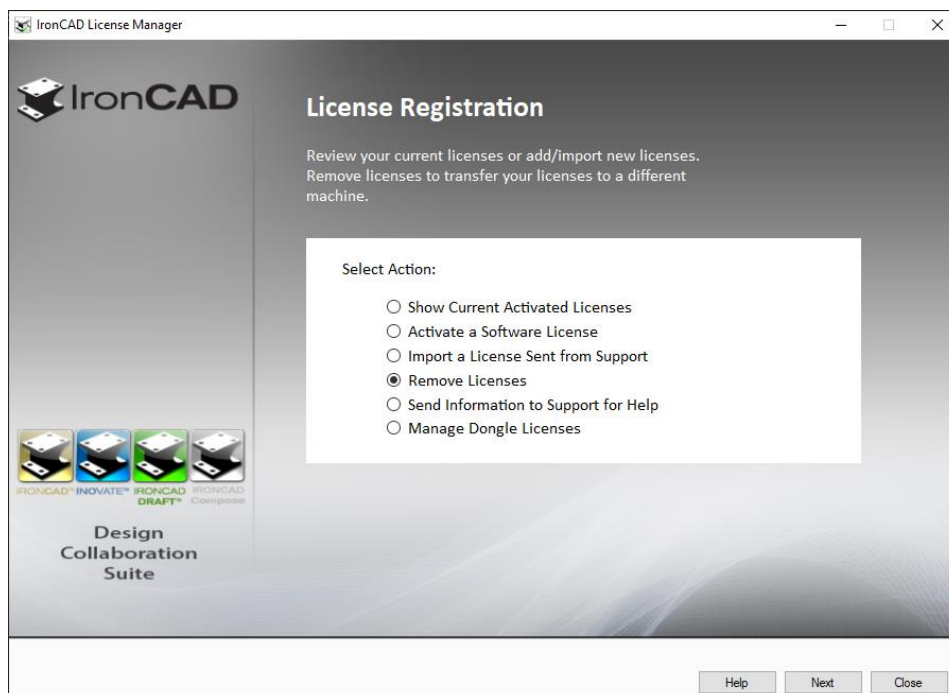 IronCAD License Manager
IronCAD
License Registration
Review your current licenses or add/import new licenses.
Remove licenses to transfer your licenses to a different
machine.
Select Action:
Show Current Activated Licenses
Activate a Software License
Import a License Sent from Support
Remove Licenses
Send Information to Support for Help
Manage Dongle Licenses
IRONCAD™ INOVATE™ IRONCAD DRAFT™ IRONCAD Compose
Design
Collaboration
Suite
Help Next Close